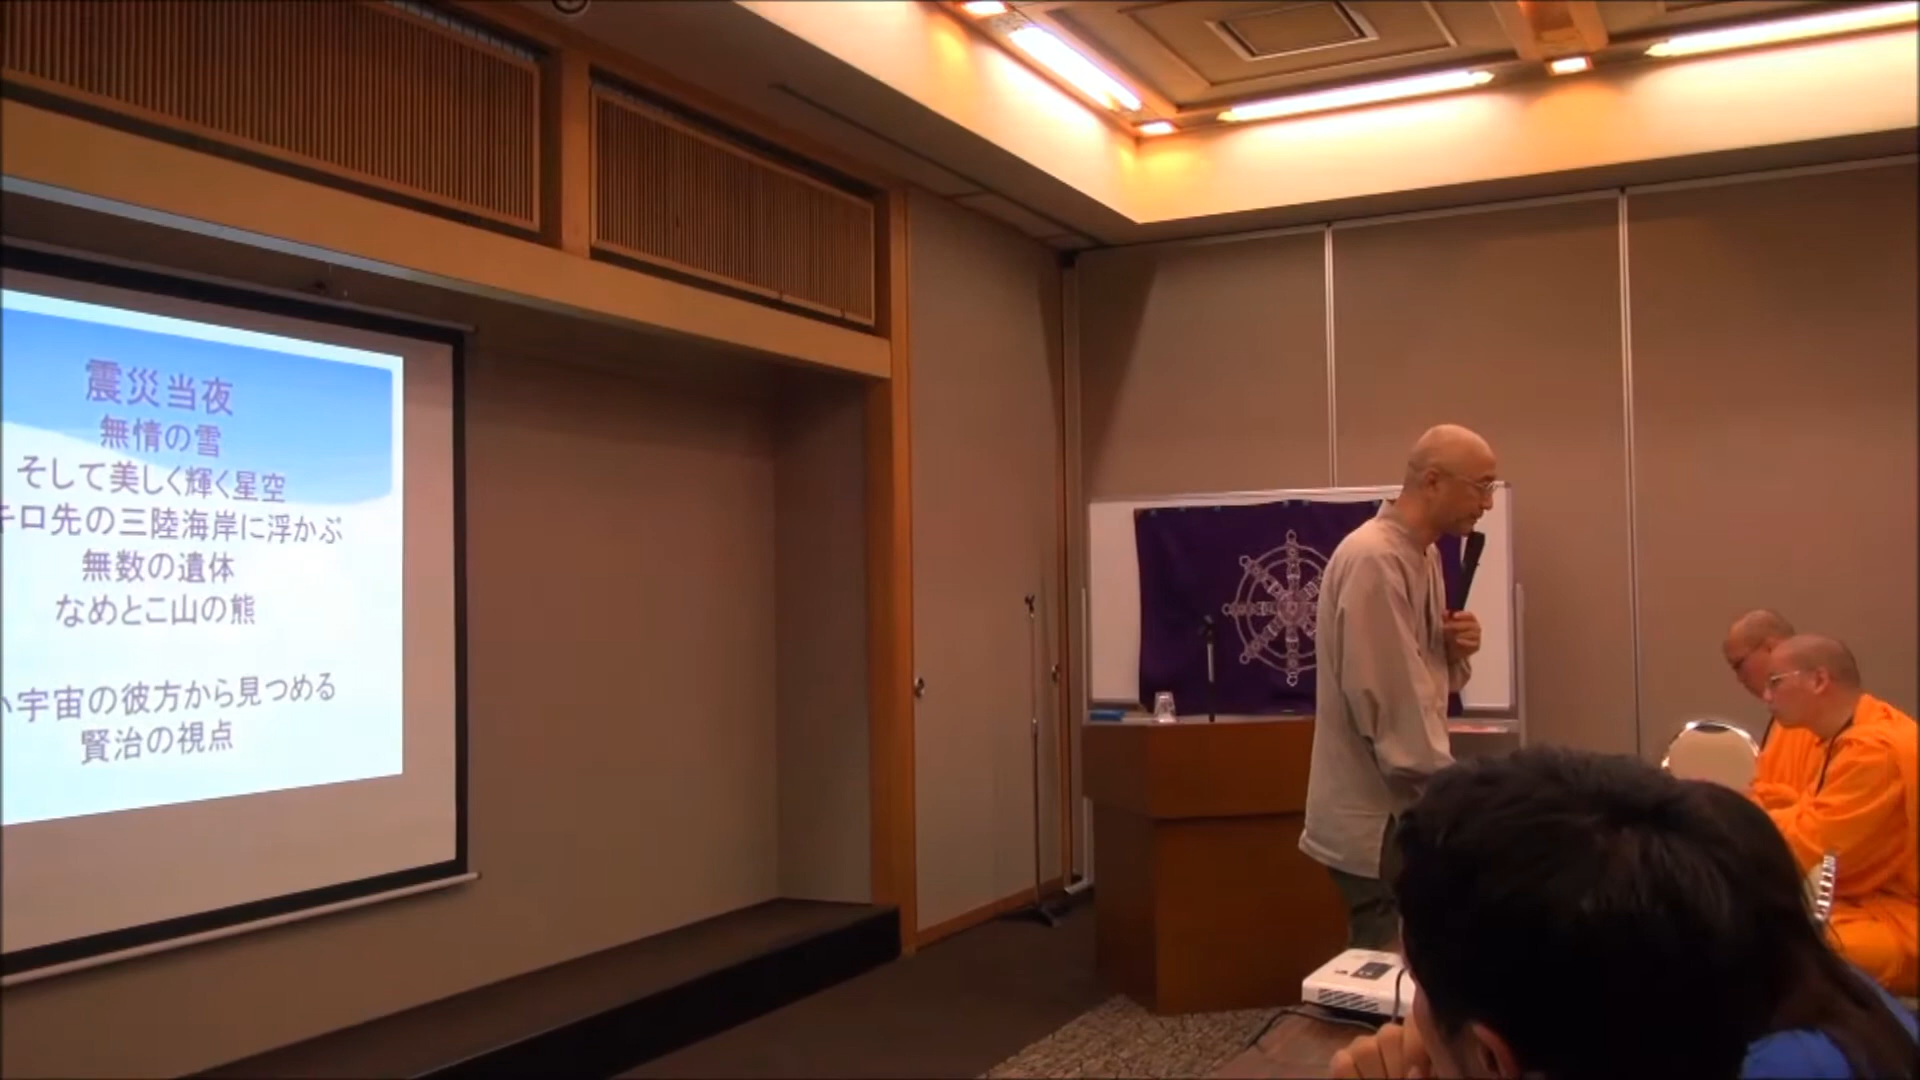 震災当夜
無情の雪
そして美しく輝く星空
キロ先の三陸海岸に浮かぶ
無数の遺体
なめとこ山の熊
い宇宙の彼方から見つめる
賢治の視点